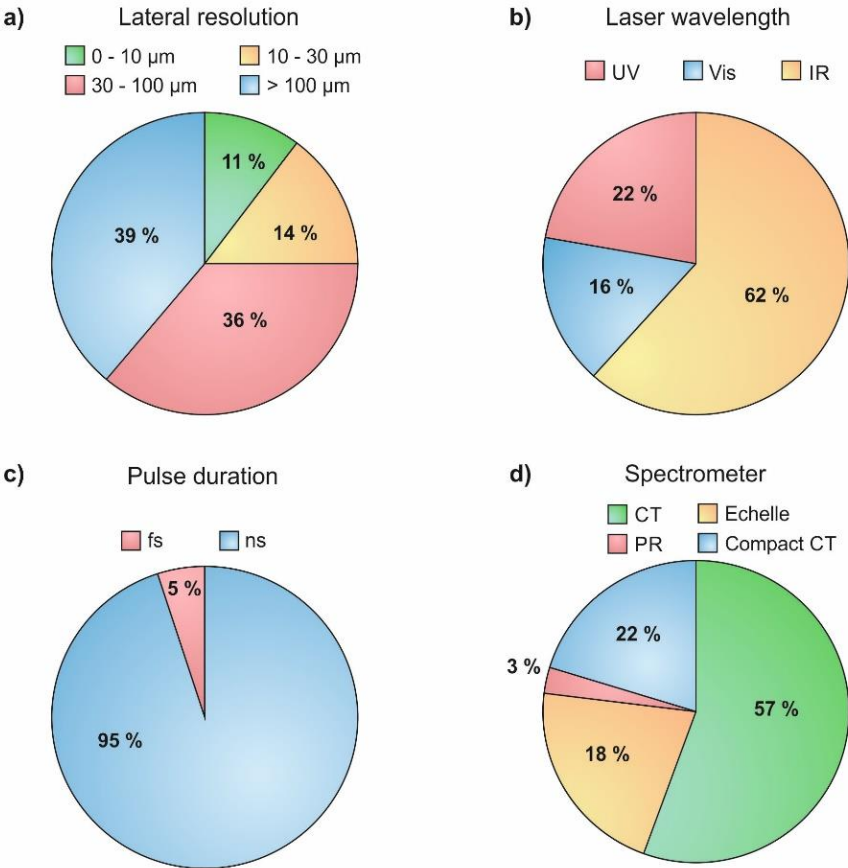 a) Lateral resolution
0 - 10 µm 10 - 30 µm
30 - 100 µm > 100 µm
11 %
14 %
36 %
39 %
b) Laser wavelength
UV Vis IR
22 %
16 %
62 %
c) Pulse duration
fs ns
5 %
95 %
d) Spectrometer
CT Echelle
PR Compact CT
22 %
3 %
57 %
18 %